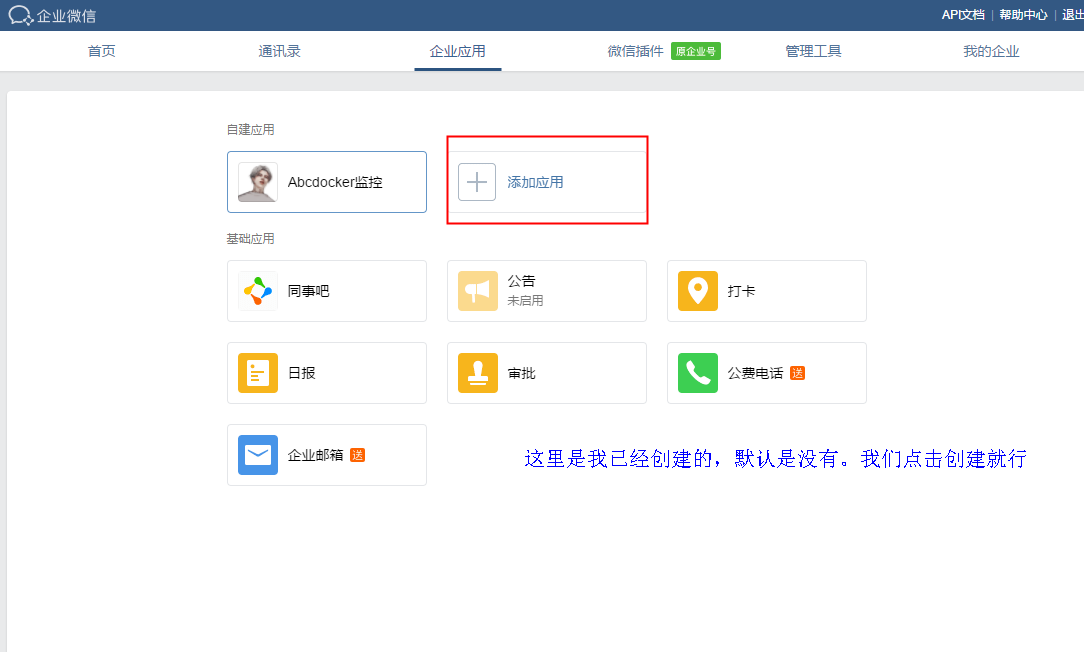 企业微信
API文档 | 帮助中心 | 退出
首页 通讯录 企业应用 微信插件 原企业号 管理工具 我的企业
自建应用
Abcdocker监控 添加应用
基础应用
同事吧 公告 打卡
未启用
日报 审批 公费电话 送
企业邮箱 送
这里是我已经创建的，默认是没有。我们点击创建就行